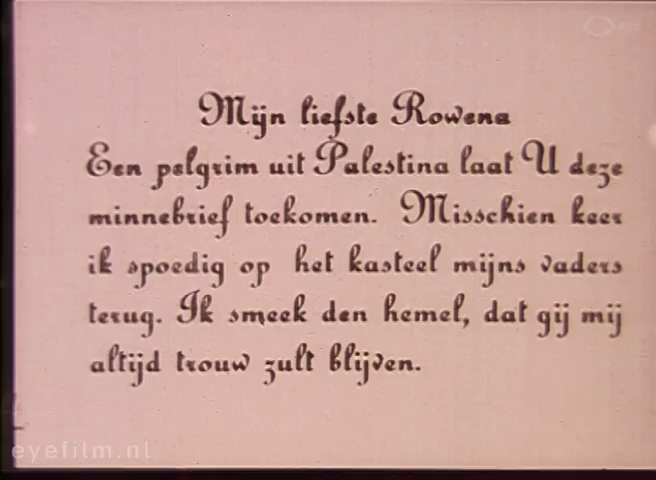 Mijn liefste Rowena
Een pelgrim uit Palestina laat U deze
minnebrief toekomen. Misschien keer
ik spoedig op het kasteel mijns vaders
terug. Ik smeek den hemel, dat gij mij
altijd trouw zult blijven.
eyefilm.nl